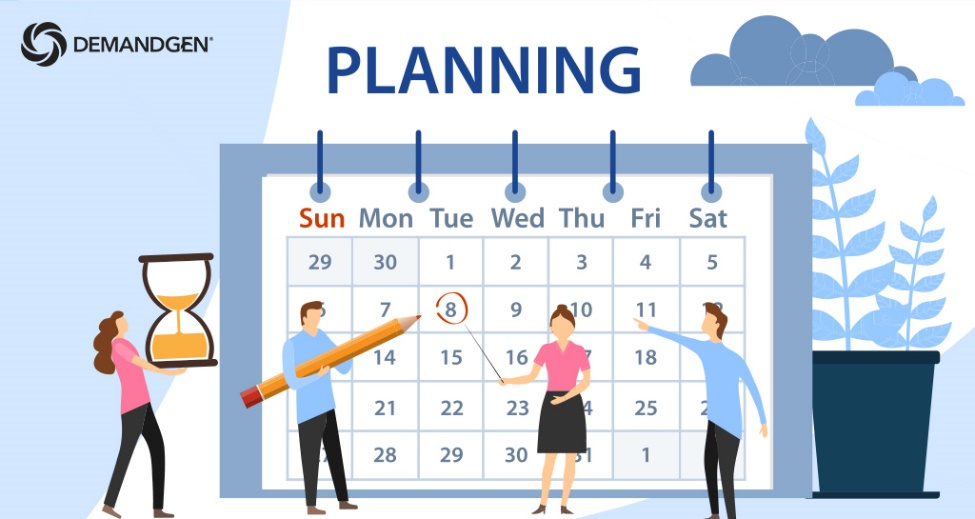 DEMANDGEN®
PLANNING
Sun Mon Tue Wed Thu Fri Sat
29 30 1 2 3 4 5
7 8 9 10 11
14 15 16 18
21 22 23 25
28 29 30 1